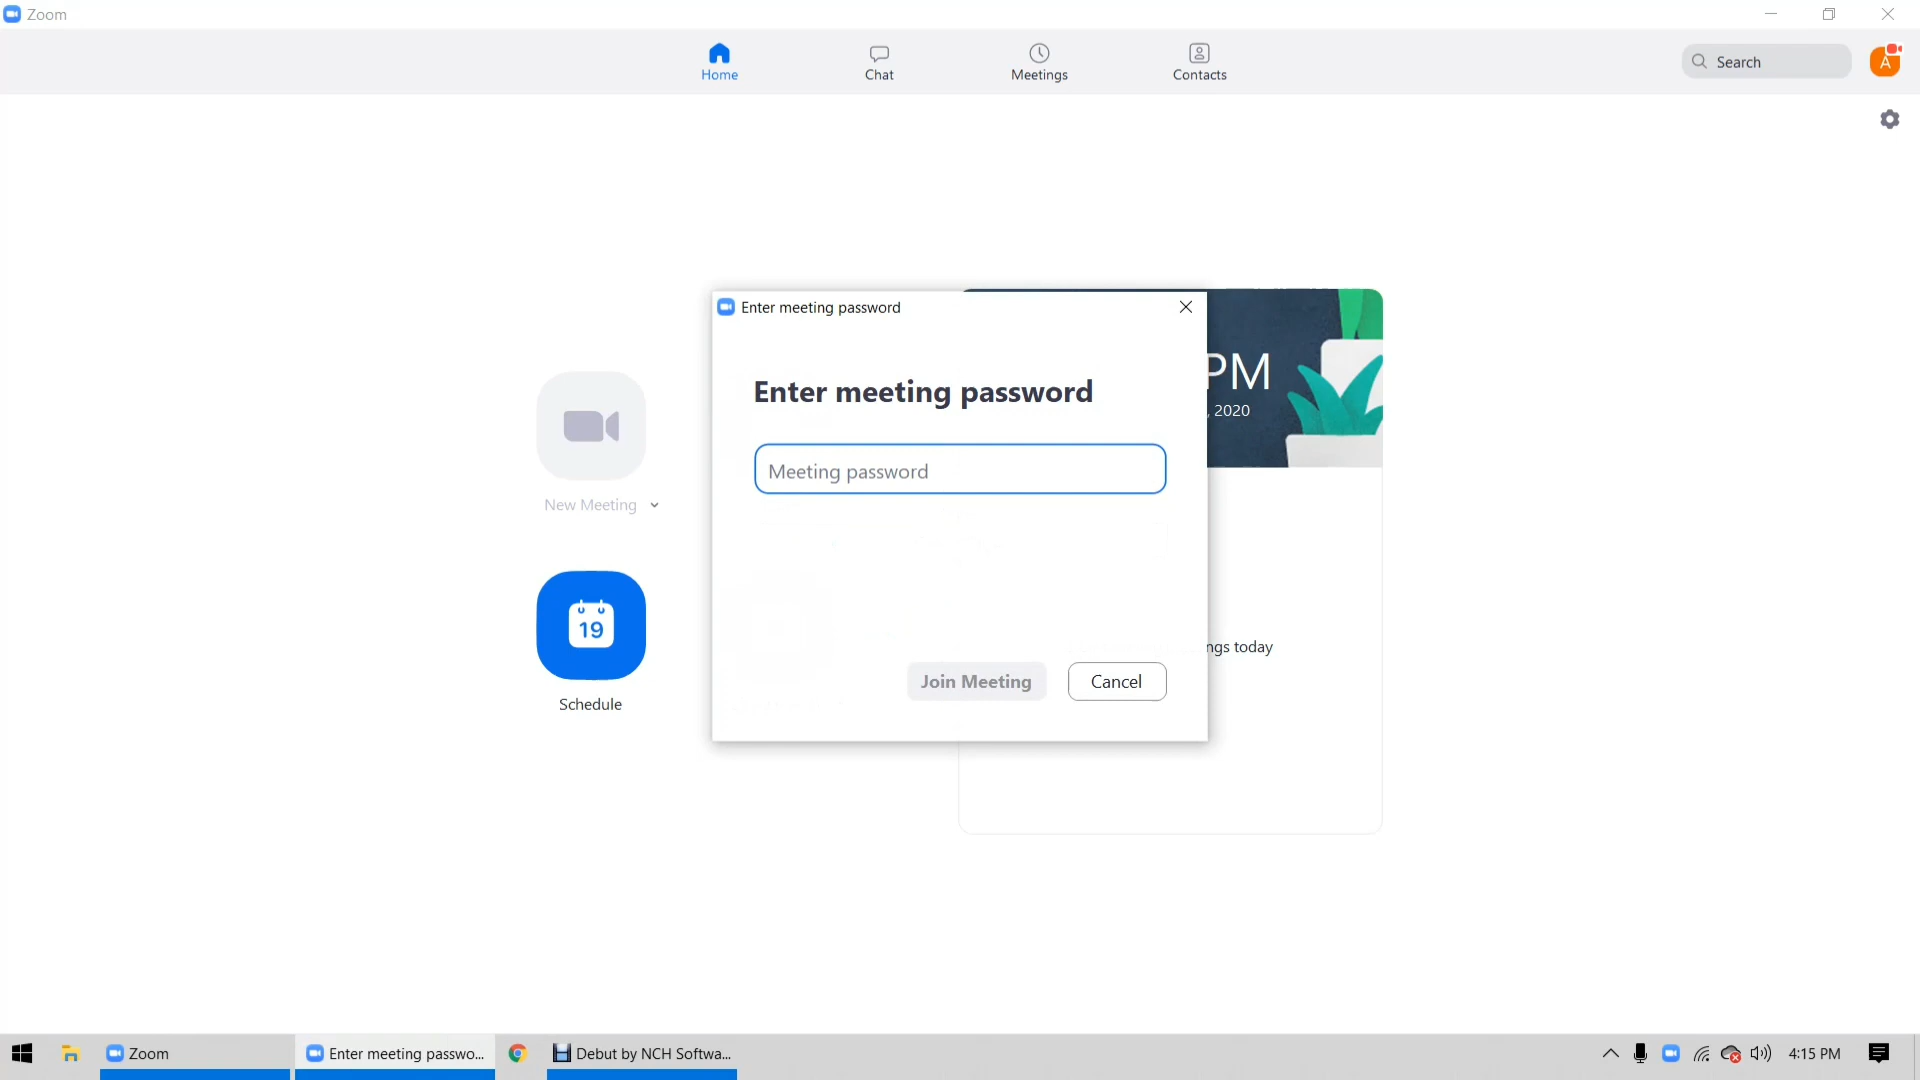 Zoom
Home
Chat
Meetings
Contacts
Search
A
Enter meeting password
PM
, 2020
Enter meeting password
Meeting password
New Meeting
19
Schedule
ngs today
Join Meeting
Cancel
Zoom
Enter meeting passwo...
Debut by NCH Softwa...
4:15 PM